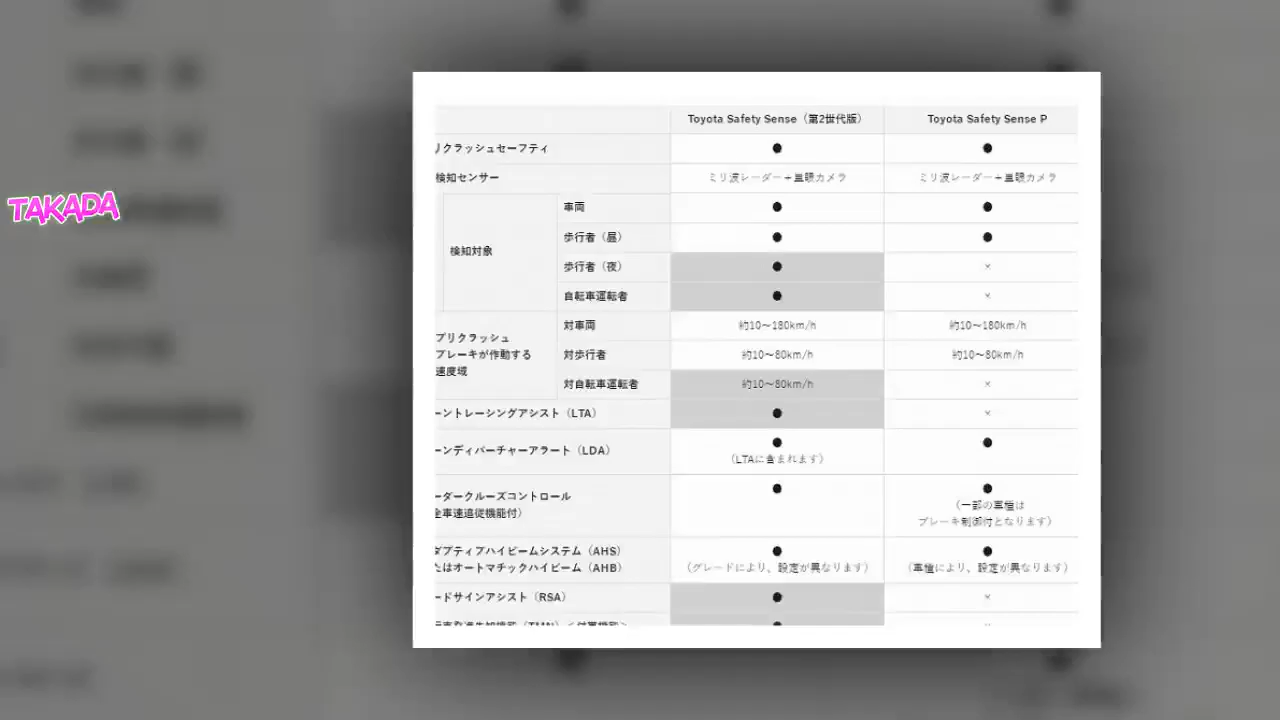 TAKADA
Toyota Safety Sense（第2世代版） Toyota Safety Sense P
リクラッシュセーフティ ● ●
検知センサー ミリ波レーダー＋単眼カメラ ミリ波レーダー＋単眼カメラ
検知対象
車両 ● ●
歩行者（昼） ● ●
歩行者（夜） ● ×
自転車運転者 ● ×
プリクラッシュ
ブレーキが作動する
速度域
対車両 約10〜180km/h 約10〜180km/h
対歩行者 約10〜80km/h 約10〜80km/h
対自転車運転者 約10〜80km/h ×
ーントレーシングアシスト（LTA） ● ×
ーンディパーチャーアラート（LDA） ● ●
（LTAに含まれます）
ーダークルーズコントロール
全車速追従機能付） ● ●
（一部の車種は
ブレーキ制御付となります）
ダプティブハイビームシステム（AHS） ● ●
たはオートマチックハイビーム（AHB） （グレードにより、設定が異なります） （車種により、設定が異なります）
ードサインアシスト（RSA） ● ×